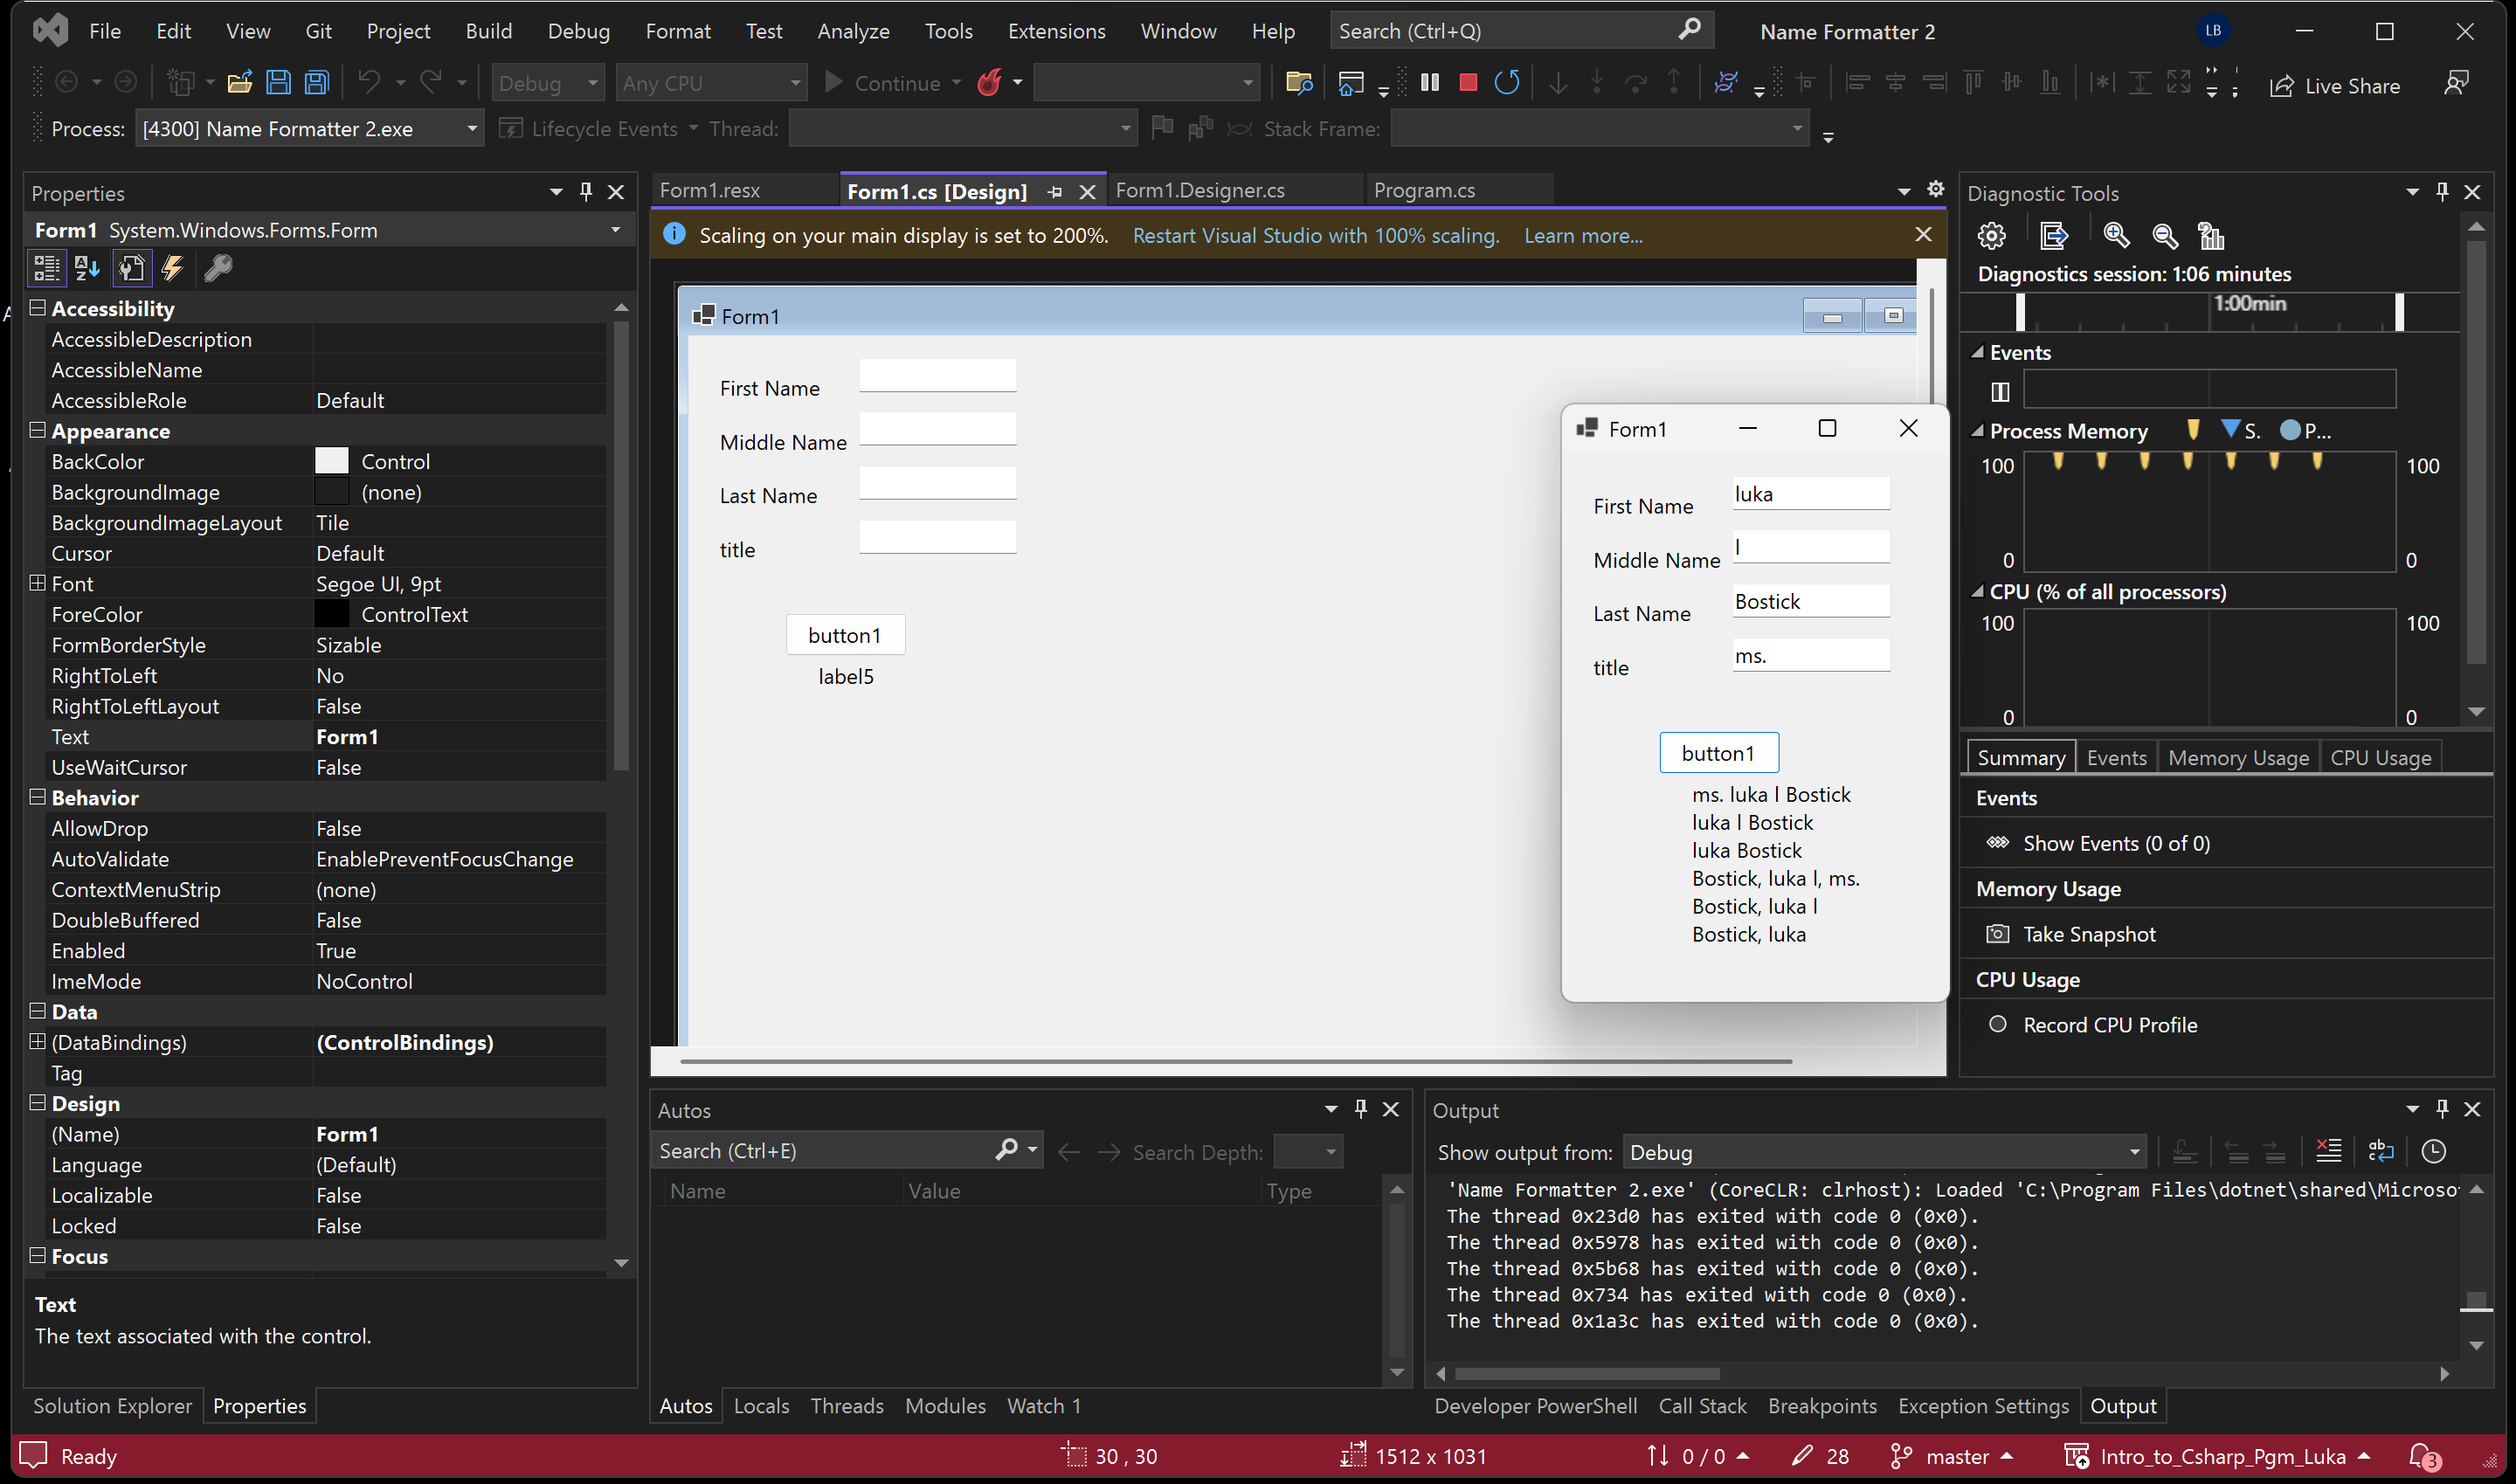 File Edit View Git Project Build Debug Format Test Analyze Tools Extensions Window Help Search (Ctrl+Q) Name Formatter 2 LB
Debug Any CPU Continue Live Share
Process: [4300] Name Formatter 2.exe Lifecycle Events Thread: Stack Frame:
Properties
Form1 System.Windows.Forms.Form
Accessibility
AccessibleDescription
AccessibleName
AccessibleRole Default
Appearance
BackColor Control
BackgroundImage (none)
BackgroundImageLayout Tile
Cursor Default
Font Segoe UI, 9pt
ForeColor ControlText
FormBorderStyle Sizable
RightToLeft No
RightToLeftLayout False
Text Form1
UseWaitCursor False
Behavior
AllowDrop False
AutoValidate EnablePreventFocusChange
ContextMenuStrip (none)
DoubleBuffered False
Enabled True
ImeMode NoControl
Data
(DataBindings) (ControlBindings)
Tag
Design
(Name) Form1
Language (Default)
Localizable False
Locked False
Focus
Text
The text associated with the control.
Solution Explorer Properties
Form1.resx Form1.cs [Design] Form1.Designer.cs Program.cs
Scaling on your main display is set to 200%. Restart Visual Studio with 100% scaling. Learn more...
Form1
First Name
Middle Name
Last Name
title
button1
label5
Form1
First Name luka
Middle Name l
Last Name Bostick
title ms.
button1
ms. luka l Bostick
luka l Bostick
luka Bostick
Bostick, luka l, ms.
Bostick, luka l
Bostick, luka
Diagnostic Tools
Diagnostics session: 1:06 minutes
1:00min
Events
Process Memory S. P...
100 100
0 0
CPU (% of all processors)
100 100
0 0
Summary Events Memory Usage CPU Usage
Events
Show Events (0 of 0)
Memory Usage
Take Snapshot
CPU Usage
Record CPU Profile
Autos
Search (Ctrl+E) Search Depth:
Name Value Type
Autos Locals Threads Modules Watch 1
Output
Show output from: Debug
'Name Formatter 2.exe' (CoreCLR: clrhost): Loaded 'C:\Program Files\dotnet\shared\Microso
The thread 0x23d0 has exited with code 0 (0x0).
The thread 0x5978 has exited with code 0 (0x0).
The thread 0x5b68 has exited with code 0 (0x0).
The thread 0x734 has exited with code 0 (0x0).
The thread 0x1a3c has exited with code 0 (0x0).
Developer PowerShell Call Stack Breakpoints Exception Settings Output
Ready 30 , 30 1512 x 1031 0 / 0 28 master Intro_to_Csharp_Pgm_Luka 3